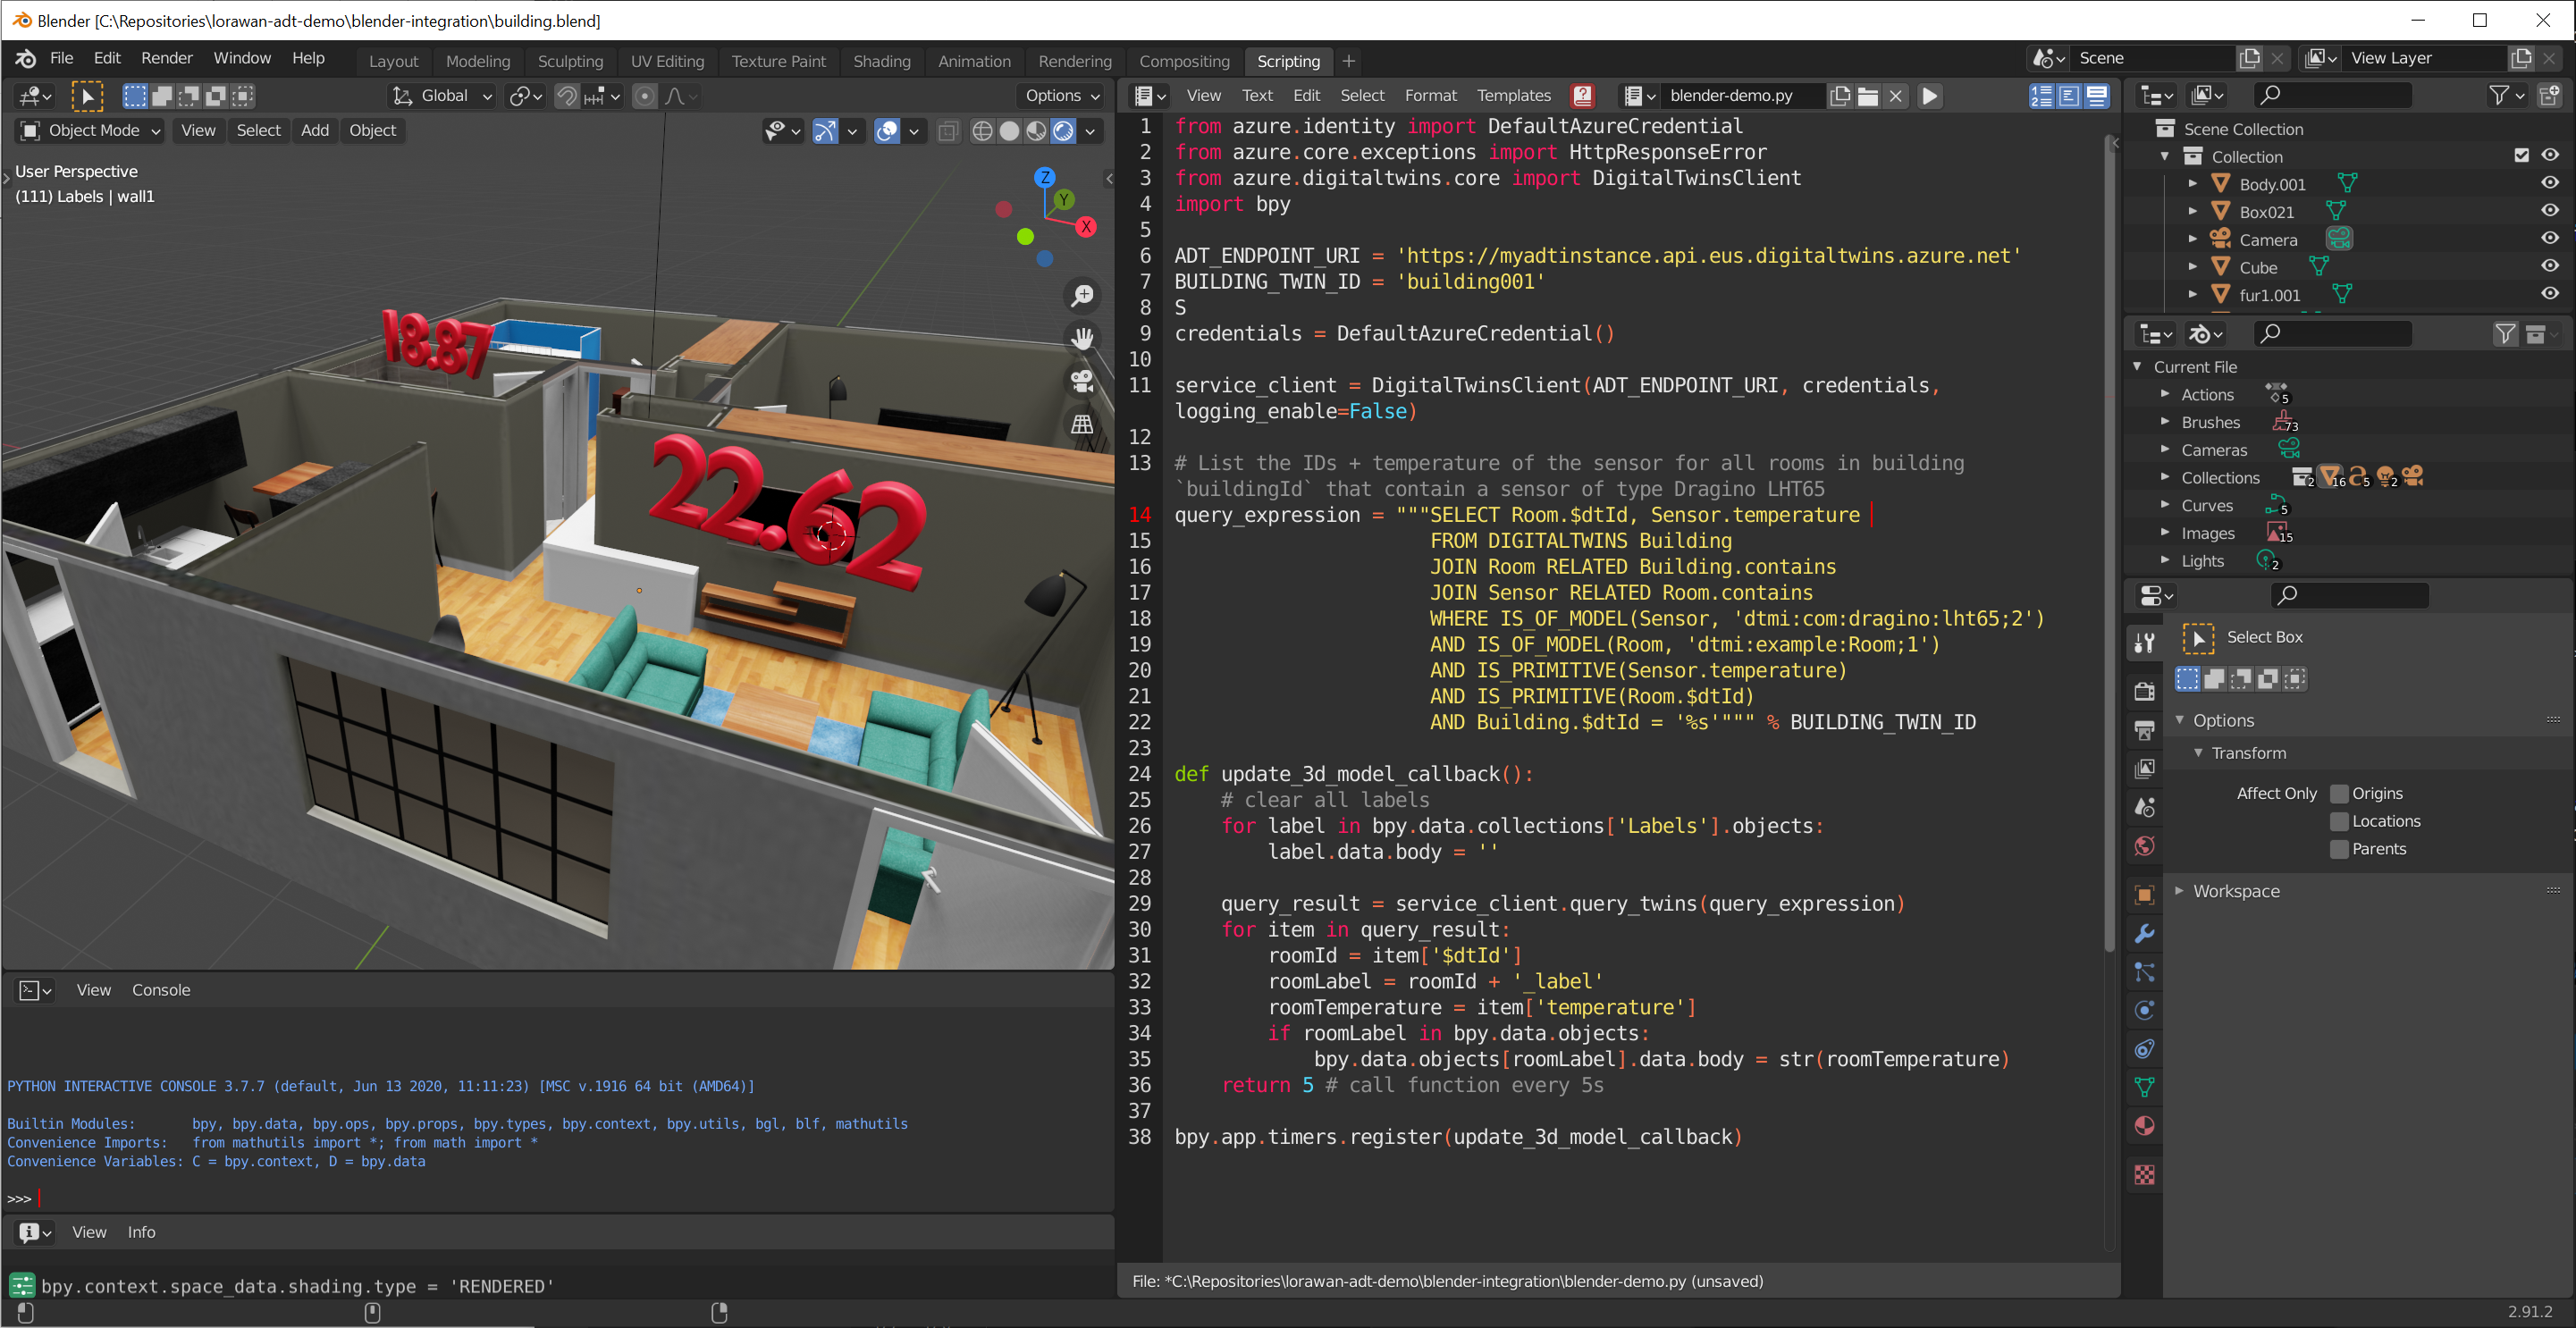 Blender [C:\Repositories\lorawan-adt-demo\blender-integration\building.blend]
File Edit Render Window Help Layout Modeling Sculpting UV Editing Texture Paint Shading Animation Rendering Compositing Scripting + Scene View Layer
Global Options
Object Mode View Select Add Object
User Perspective
(111) Labels | wall1
Z
Y
X
18.87
22.62
View Console
PYTHON INTERACTIVE CONSOLE 3.7.7 (default, Jun 13 2020, 11:11:23) [MSC v.1916 64 bit (AMD64)]
Builtin Modules: bpy, bpy.data, bpy.ops, bpy.props, bpy.types, bpy.context, bpy.utils, bgl, blf, mathutils
Convenience Imports: from mathutils import *; from math import *
Convenience Variables: C = bpy.context, D = bpy.data
>>>
View Info
bpy.context.space_data.shading.type = 'RENDERED'
View Text Edit Select Format Templates blender-demo.py
1 from azure.identity import DefaultAzureCredential
2 from azure.core.exceptions import HttpResponseError
3 from azure.digitaltwins.core import DigitalTwinsClient
4 import bpy
5
6 ADT_ENDPOINT_URI = 'https://myadtinstance.api.eus.digitaltwins.azure.net'
7 BUILDING_TWIN_ID = 'building001'
8 S
9 credentials = DefaultAzureCredential()
10
11 service_client = DigitalTwinsClient(ADT_ENDPOINT_URI, credentials,
logging_enable=False)
12
13 # List the IDs + temperature of the sensor for all rooms in building
`buildingId` that contain a sensor of type Dragino LHT65
14 query_expression = """SELECT Room.$dtId, Sensor.temperature
15 FROM DIGITALTWINS Building
16 JOIN Room RELATED Building.contains
17 JOIN Sensor RELATED Room.contains
18 WHERE IS_OF_MODEL(Sensor, 'dtmi:com:dragino:lht65;2')
19 AND IS_OF_MODEL(Room, 'dtmi:example:Room;1')
20 AND IS_PRIMITIVE(Sensor.temperature)
21 AND IS_PRIMITIVE(Room.$dtId)
22 AND Building.$dtId = '%s'""" % BUILDING_TWIN_ID
23
24 def update_3d_model_callback():
25 # clear all labels
26 for label in bpy.data.collections['Labels'].objects:
27 label.data.body = ''
28
29 query_result = service_client.query_twins(query_expression)
30 for item in query_result:
31 roomId = item['$dtId']
32 roomLabel = roomId + '_label'
33 roomTemperature = item['temperature']
34 if roomLabel in bpy.data.objects:
35 bpy.data.objects[roomLabel].data.body = str(roomTemperature)
36 return 5 # call function every 5s
37
38 bpy.app.timers.register(update_3d_model_callback)
File: *C:\Repositories\lorawan-adt-demo\blender-integration\blender-demo.py (unsaved)
Scene Collection
Collection
Body.001
Box021
Camera
Cube
fur1.001
Current File
Actions 5
Brushes 73
Cameras
Collections 2 16 5 2
Curves 5
Images 15
Lights 2
Select Box
Options
Transform
Affect Only Origins
Locations
Parents
Workspace
2.91.2